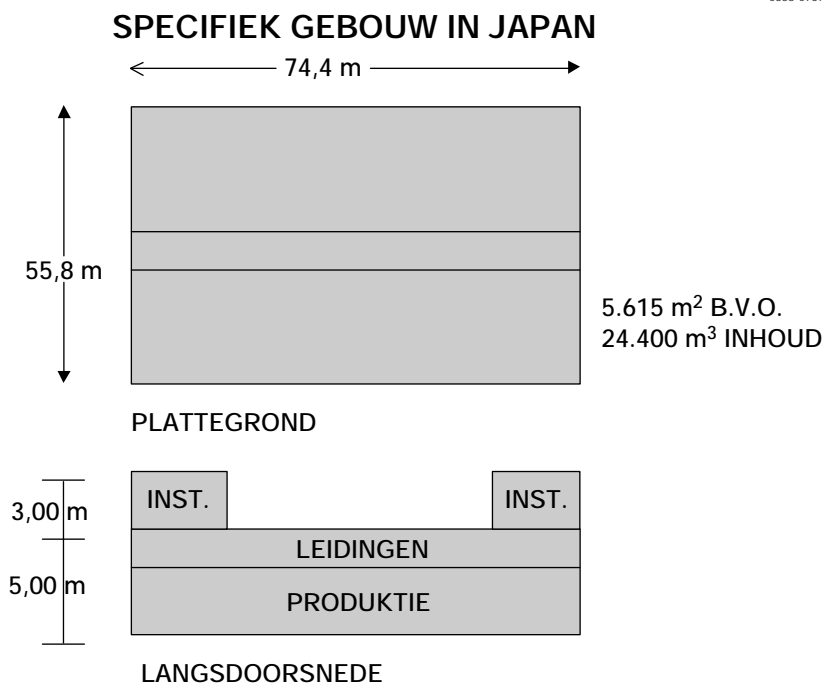 SPECIFIEK GEBOUW IN JAPAN
74,4 m
55,8 m
5.615 m² B.V.O.
24.400 m³ INHOUD
PLATTEGROND
INST.
INST.
3,00 m
LEIDINGEN
5,00 m
PRODUKTIE
LANGSDOORSNEDE